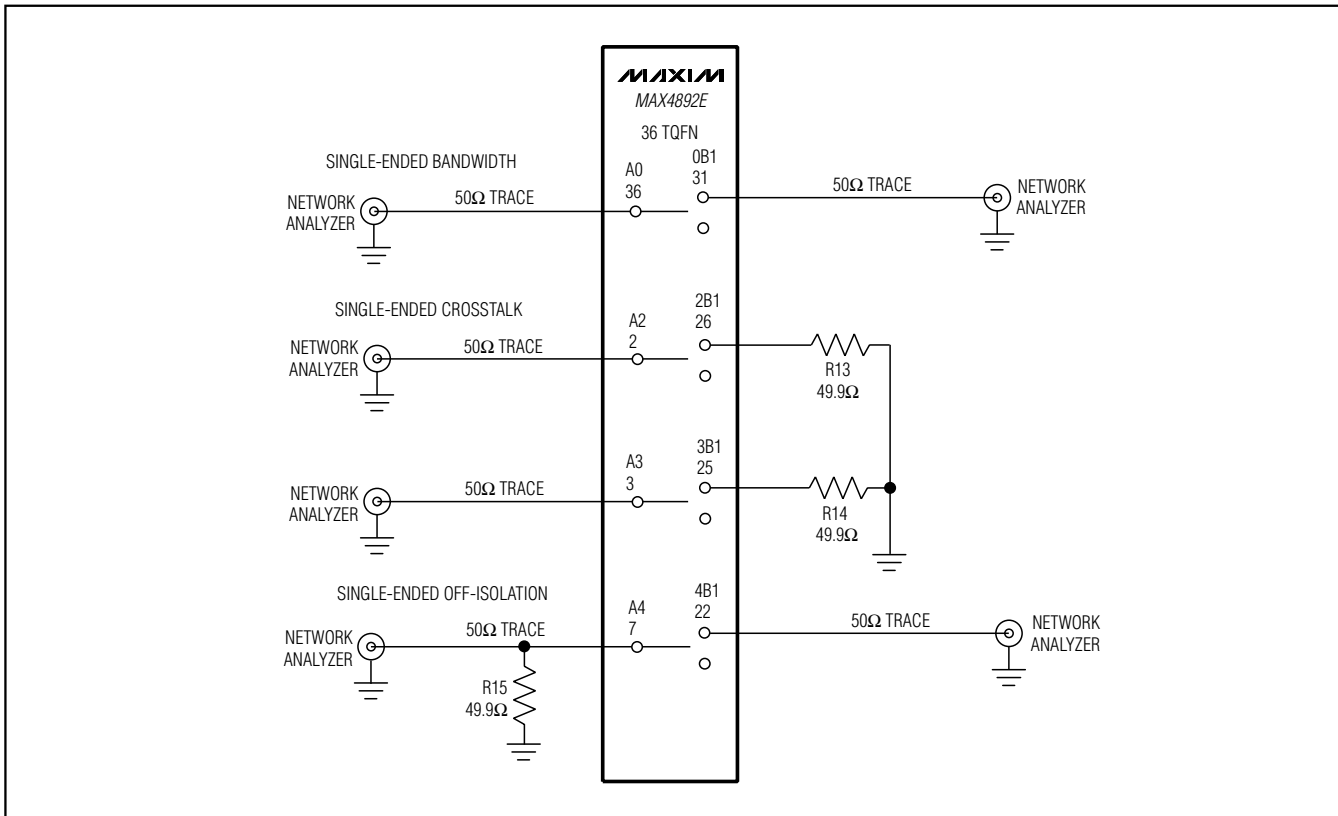 MAXIM
MAX4892E
36 TQFN
SINGLE-ENDED BANDWIDTH
NETWORK
ANALYZER
50Ω TRACE
A0
36
0B1
31
50Ω TRACE
NETWORK
ANALYZER
SINGLE-ENDED CROSSTALK
NETWORK
ANALYZER
50Ω TRACE
A2
2
2B1
26
R13
49.9Ω
NETWORK
ANALYZER
50Ω TRACE
A3
3
3B1
25
R14
49.9Ω
SINGLE-ENDED OFF-ISOLATION
NETWORK
ANALYZER
50Ω TRACE
R15
49.9Ω
A4
7
4B1
22
50Ω TRACE
NETWORK
ANALYZER